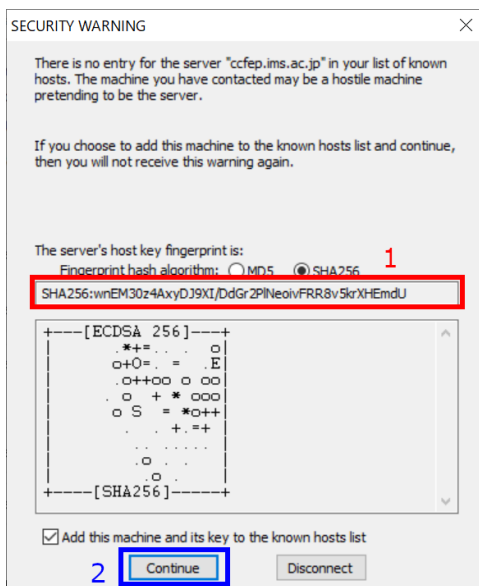 SECURITY WARNING
There is no entry for the server "ccfep.ims.ac.jp" in your list of known
hosts. The machine you have contacted may be a hostile machine
pretending to be the server.
If you choose to add this machine to the known hosts list and continue,
then you will not receive this warning again.
The server's host key fingerprint is:
1
Fingerprint hash algorithm: MD5 SHA256
SHA256:wnEM30z4AxyDJ9XI/DdGr2PlNeoivFRR8v5krXHEmdU
+---[ECDSA 256]---+
|      .*+=. . .   o|
|     o+O=. =   .E|
|      .o++oo o oo|
|     . o  + * ooo|
|      o S  = *o++|
|       .  . +.=+ |
|        .. ..... |
|        .o . .   |
|         .o .    |
+----[SHA256]-----+
Add this machine and its key to the known hosts list
2
Continue Disconnect